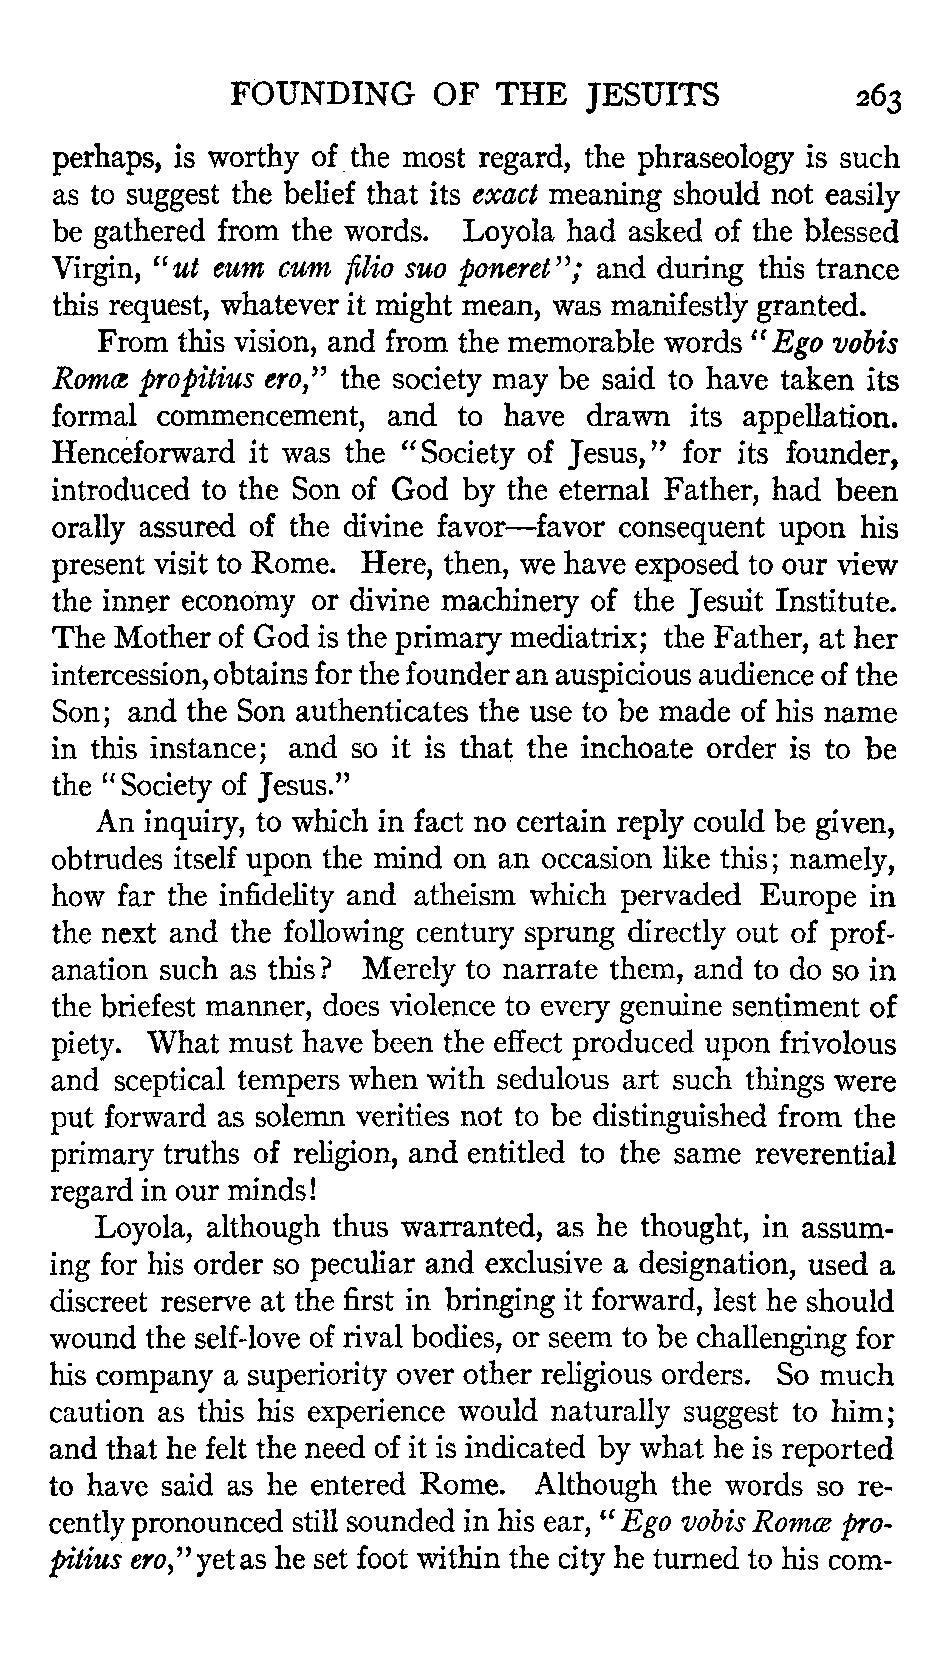 FOUNDING OF THE JESUITS 263
perhaps, is worthy of the most regard, the phraseology is such
as to suggest the belief that its exact meaning should not easily
be gathered from the words. Loyola had asked of the blessed
Virgin, "ut eum cum filio suo poneret"; and during this trance
this request, whatever it might mean, was manifestly granted.
From this vision, and from the memorable words "Ego vobis
Romæ propitius ero," the society may be said to have taken its
formal commencement, and to have drawn its appellation.
Henceforward it was the "Society of Jesus," for its founder,
introduced to the Son of God by the eternal Father, had been
orally assured of the divine favor—favor consequent upon his
present visit to Rome. Here, then, we have exposed to our view
the inner economy or divine machinery of the Jesuit Institute.
The Mother of God is the primary mediatrix; the Father, at her
intercession, obtains for the founder an auspicious audience of the
Son; and the Son authenticates the use to be made of his name
in this instance; and so it is that the inchoate order is to be
the "Society of Jesus."
An inquiry, to which in fact no certain reply could be given,
obtrudes itself upon the mind on an occasion like this; namely,
how far the infidelity and atheism which pervaded Europe in
the next and the following century sprung directly out of prof-
anation such as this? Merely to narrate them, and to do so in
the briefest manner, does violence to every genuine sentiment of
piety. What must have been the effect produced upon frivolous
and sceptical tempers when with sedulous art such things were
put forward as solemn verities not to be distinguished from the
primary truths of religion, and entitled to the same reverential
regard in our minds!
Loyola, although thus warranted, as he thought, in assum-
ing for his order so peculiar and exclusive a designation, used a
discreet reserve at the first in bringing it forward, lest he should
wound the self-love of rival bodies, or seem to be challenging for
his company a superiority over other religious orders. So much
caution as this his experience would naturally suggest to him;
and that he felt the need of it is indicated by what he is reported
to have said as he entered Rome. Although the words so re-
cently pronounced still sounded in his ear, "Ego vobis Romæ pro-
pitius ero," yet as he set foot within the city he turned to his com-